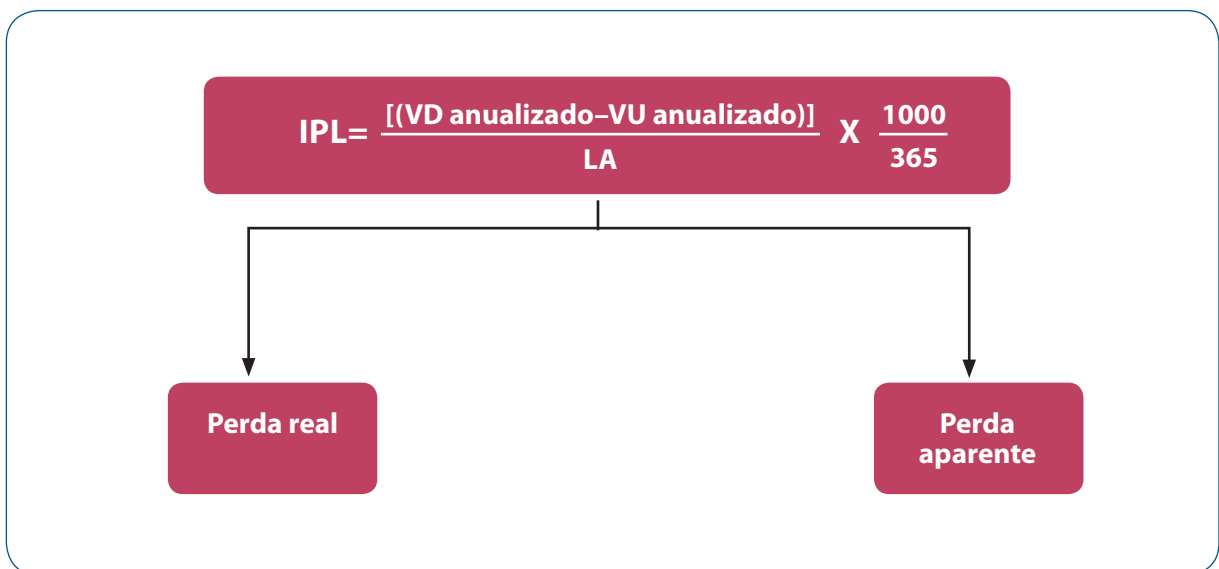 IPL= [(VD anualizado–VU anualizado)] X 1000
LA 365
Perda real
Perda
aparente